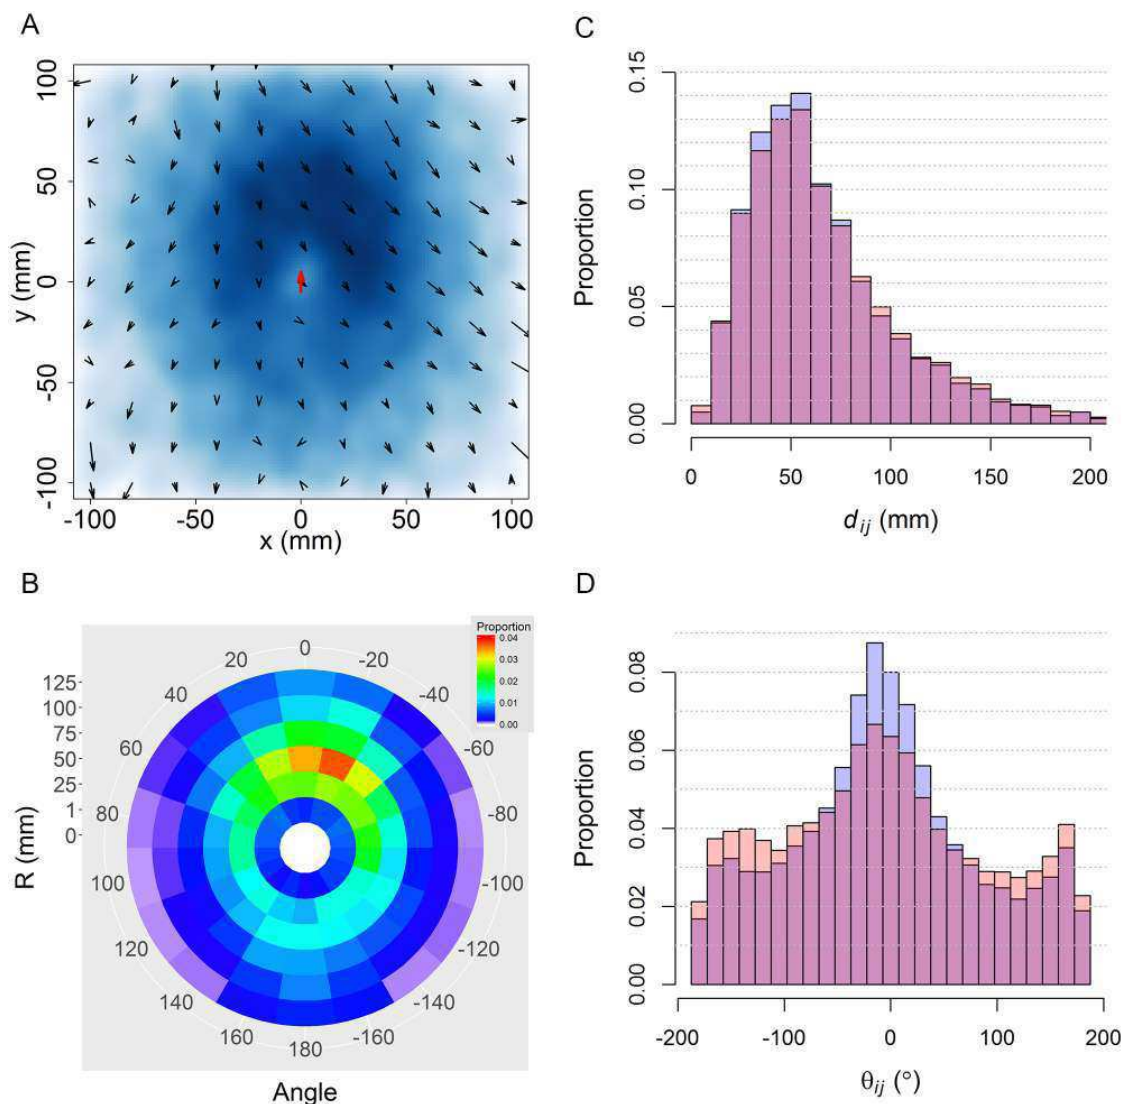 A
100
50
0
-50
-100
y (mm)
-100 -50 0 50 100
x (mm)
C
0.15
0.10
0.05
0.00
Proportion
0 50 100 150 200
d ij (mm)
B
Proportion
0.04
0.03
0.02
0.01
0.00
125
100
75
50
25
1
0
R (mm)
0
20 -20
40 -40
60 -60
80 -80
100 -100
120 -120
140 -140
160 -160
180
Angle
D
0.08
0.06
0.04
0.02
0.00
Proportion
-200 -100 0 100 200
θ ij (°)